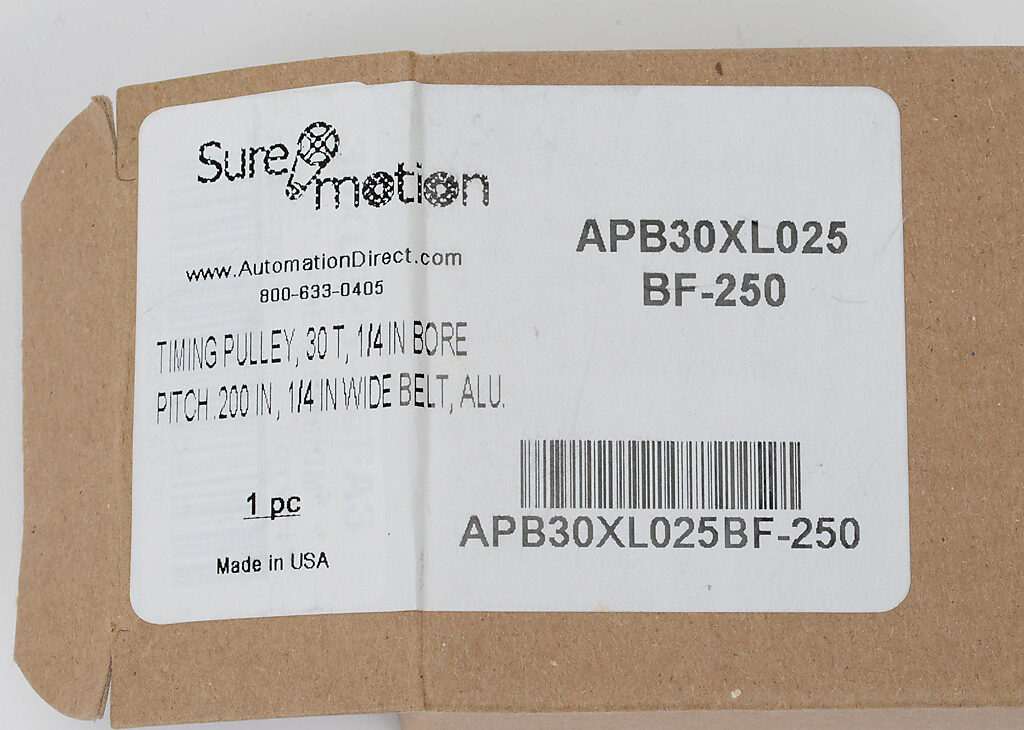 Sure motion
www.AutomationDirect.com
800-633-0405
TIMING PULLEY, 30 T, 1/4 IN BORE
PITCH .200 IN, 1/4 IN WIDE BELT, ALU.
1 pc
Made in USA
APB30XL025
BF-250
APB30XL025BF-250